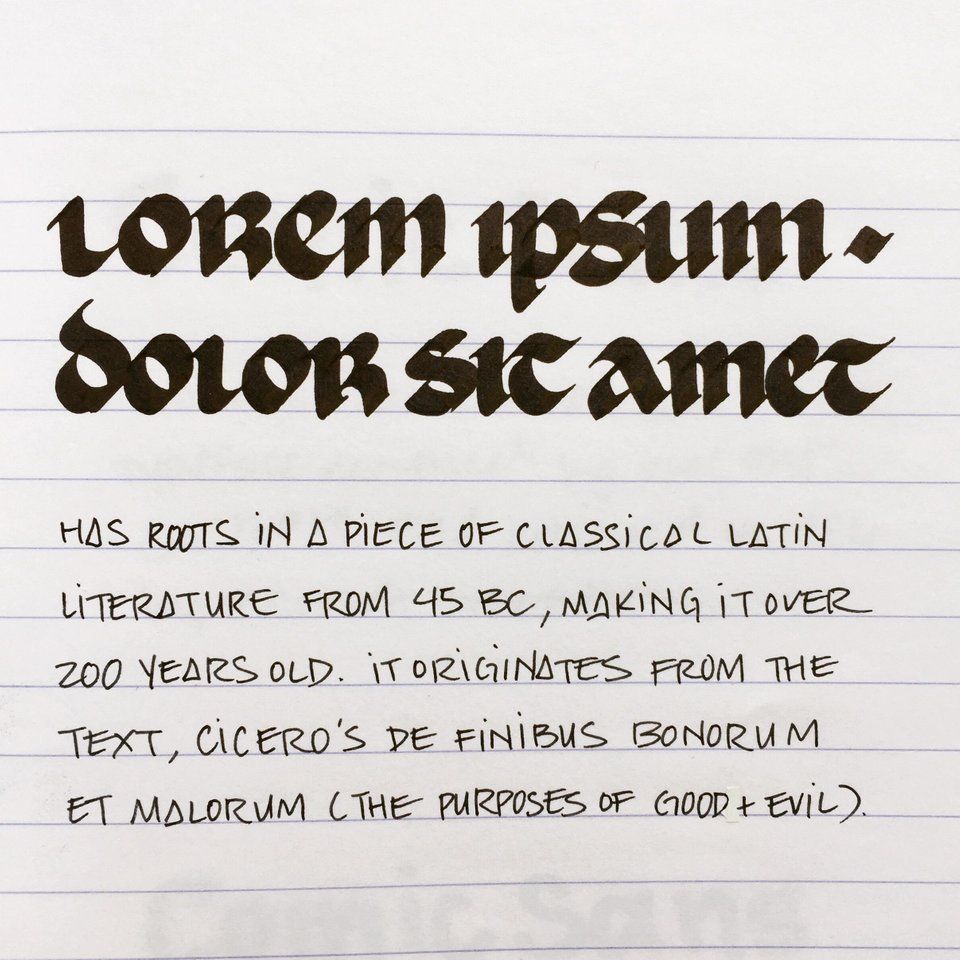 Lorem ipsum -
dolor sit amet
HAS ROOTS IN A PIECE OF CLASSICAL LATIN
LITERATURE FROM 45 BC, MAKING IT OVER
200 YEARS OLD. IT ORIGINATES FROM THE
TEXT, CICERO'S DE FINIBUS BONORUM
ET MALORUM (THE PURPOSES OF GOOD + EVIL).
Comic Sans